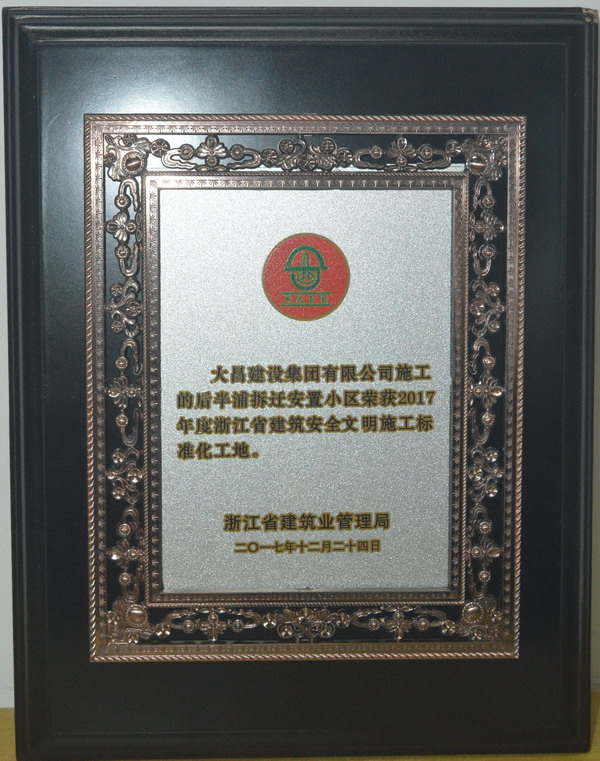 大昌建设集团有限公司施工
的后半浦拆迁安置小区荣获2017
年度浙江省建筑安全文明施工标
准化工地。
浙江省建筑业管理局
二〇一七年十二月二十四日